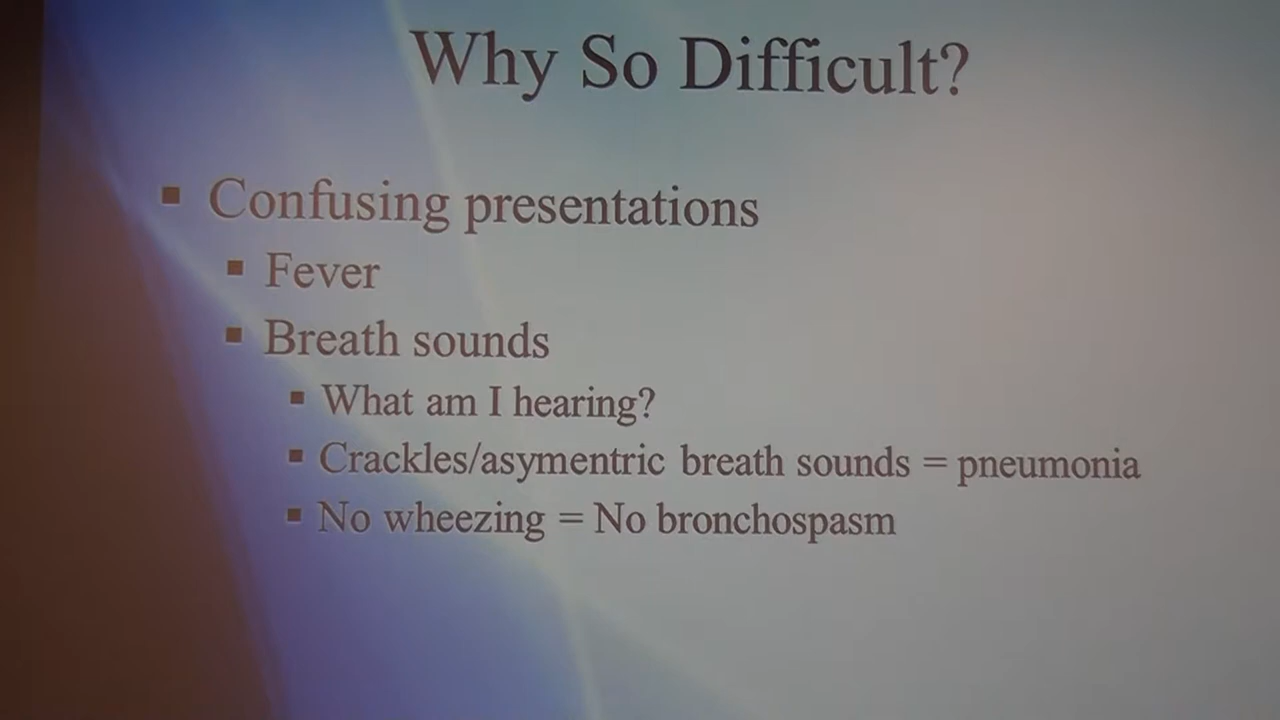 Why So Difficult?
▪ Confusing presentations
▪ Fever
▪ Breath sounds
▪ What am I hearing?
▪ Crackles/asymentric breath sounds = pneumonia
▪ No wheezing = No bronchospasm